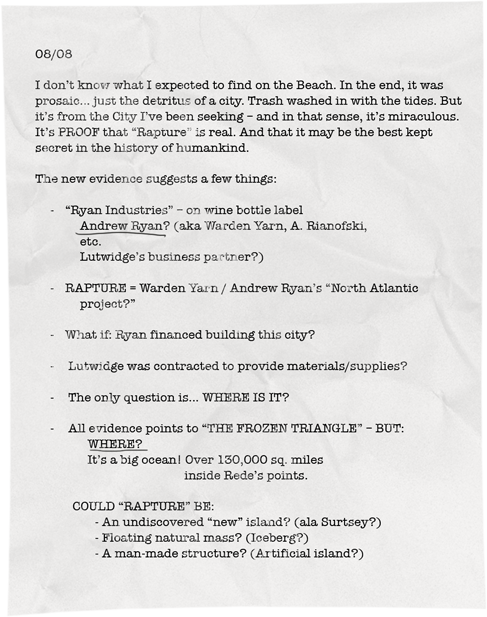 08/08
I don't know what I expected to find on the Beach. In the end, it was
prosaic... just the detritus of a city. Trash washed in with the tides. But
it's from the City I've been seeking – and in that sense, it's miraculous.
It's PROOF that "Rapture" is real. And that it may be the best kept
secret in the history of humankind.
The new evidence suggests a few things:
- "Ryan Industries" – on wine bottle label
Andrew Ryan? (aka Warden Yarn, A. Rianofski,
etc.
Lutwidge's business partner?)
- RAPTURE = Warden Yarn / Andrew Ryan's "North Atlantic
project?"
- What if: Ryan financed building this city?
- Lutwidge was contracted to provide materials/supplies?
- The only question is... WHERE IS IT?
- All evidence points to "THE FROZEN TRIANGLE" – BUT:
WHERE?
It's a big ocean! Over 130,000 sq. miles
inside Rede's points.
COULD "RAPTURE" BE:
- An undiscovered "new" island? (ala Surtsey?)
- Floating natural mass? (Iceberg?)
- A man-made structure? (Artificial island?)